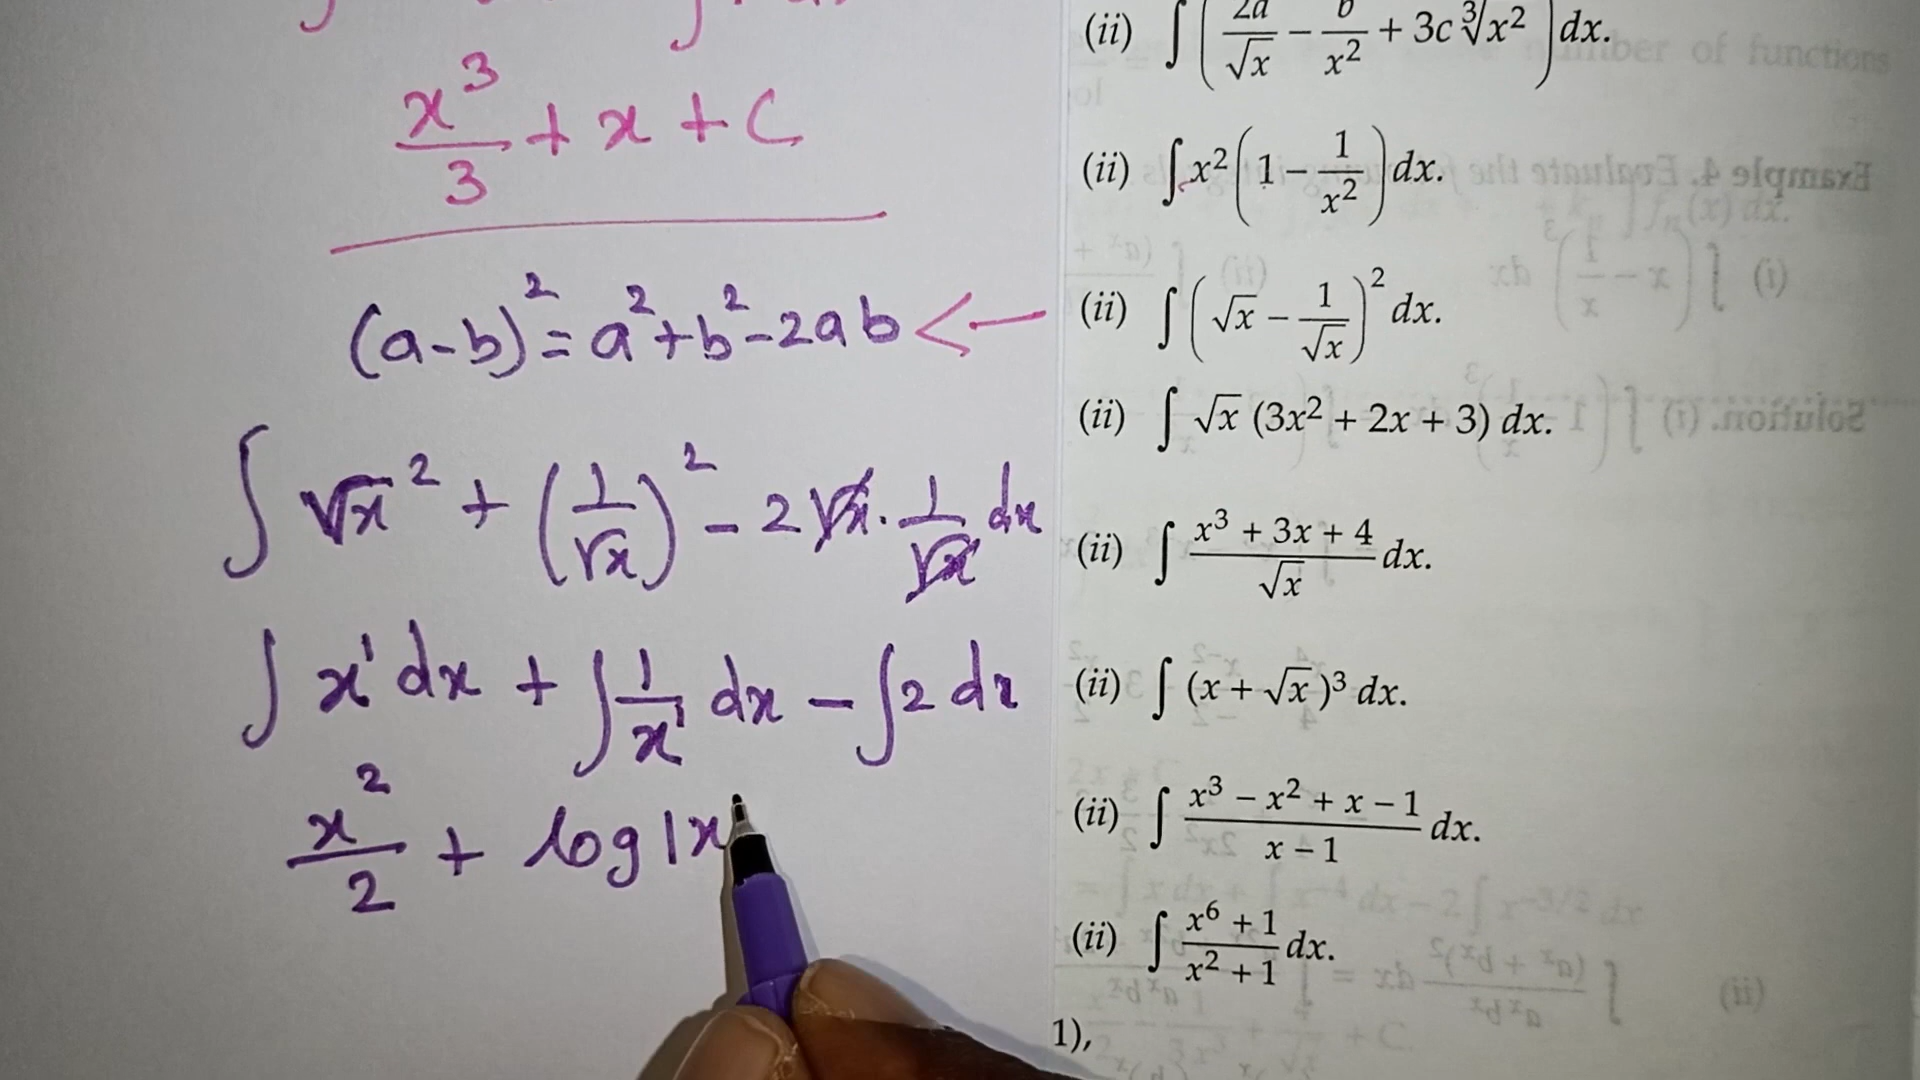 x³/3 + x + C
(a-b)² = a² + b² - 2ab ←
∫ √x² + (1/√x)² - 2√x · 1/√x dx
∫ x¹ dx + ∫ 1/x¹ dx - ∫ 2 dx
x²/2 + log |x
(ii) ∫ (2a/√x − b/x² + 3c ∛x²) dx.
(ii) ∫ x² (1 − 1/x²) dx.
(ii) ∫ (√x − 1/√x)² dx.
(ii) ∫ √x (3x² + 2x + 3) dx.
(ii) ∫ (x³ + 3x + 4)/√x dx.
(ii) ∫ (x + √x)³ dx.
(ii) ∫ (x³ − x² + x − 1)/(x − 1) dx.
(ii) ∫ (x⁶ + 1)/(x² + 1) dx.
1),